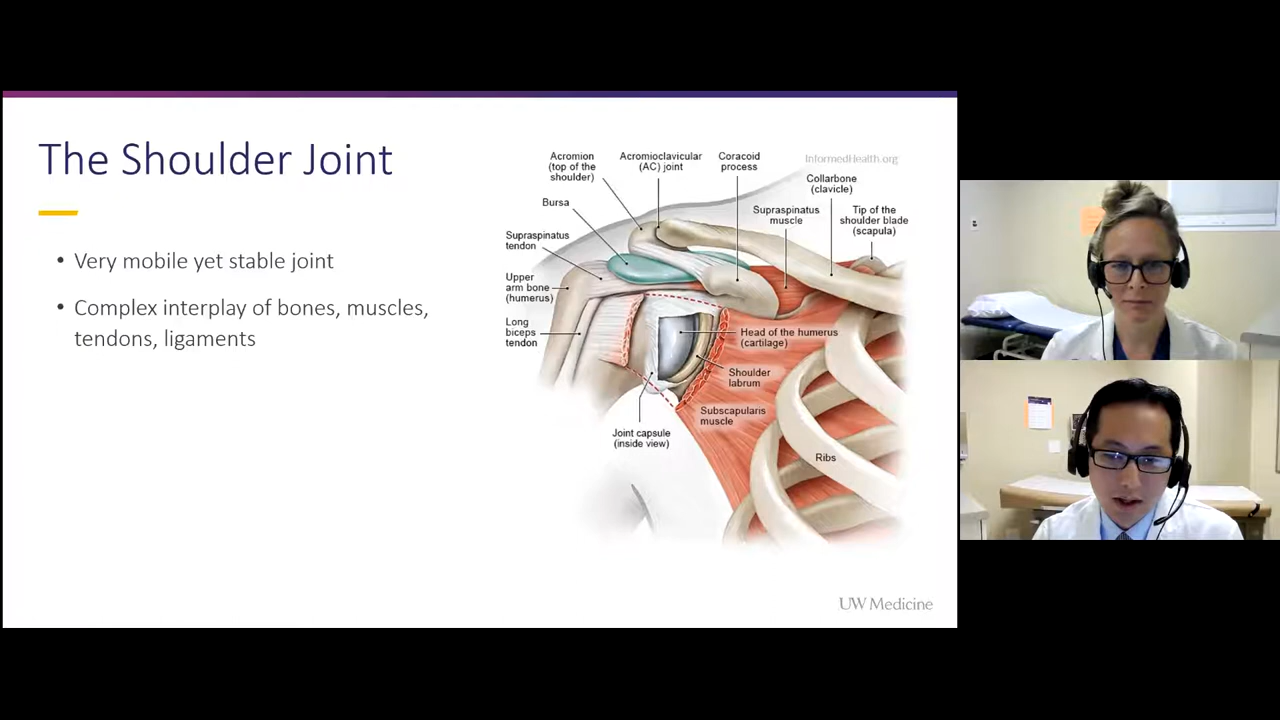 The Shoulder Joint
• Very mobile yet stable joint
• Complex interplay of bones, muscles,
tendons, ligaments
InformedHealth.org
Acromion
(top of the
shoulder)
Acromioclavicular
(AC) joint
Coracoid
process
Collarbone
(clavicle)
Bursa
Supraspinatus
muscle
Tip of the
shoulder blade
(scapula)
Supraspinatus
tendon
Upper
arm bone
(humerus)
Long
biceps
tendon
Head of the humerus
(cartilage)
Shoulder
labrum
Subscapularis
muscle
Joint capsule
(inside view)
Ribs
UW Medicine